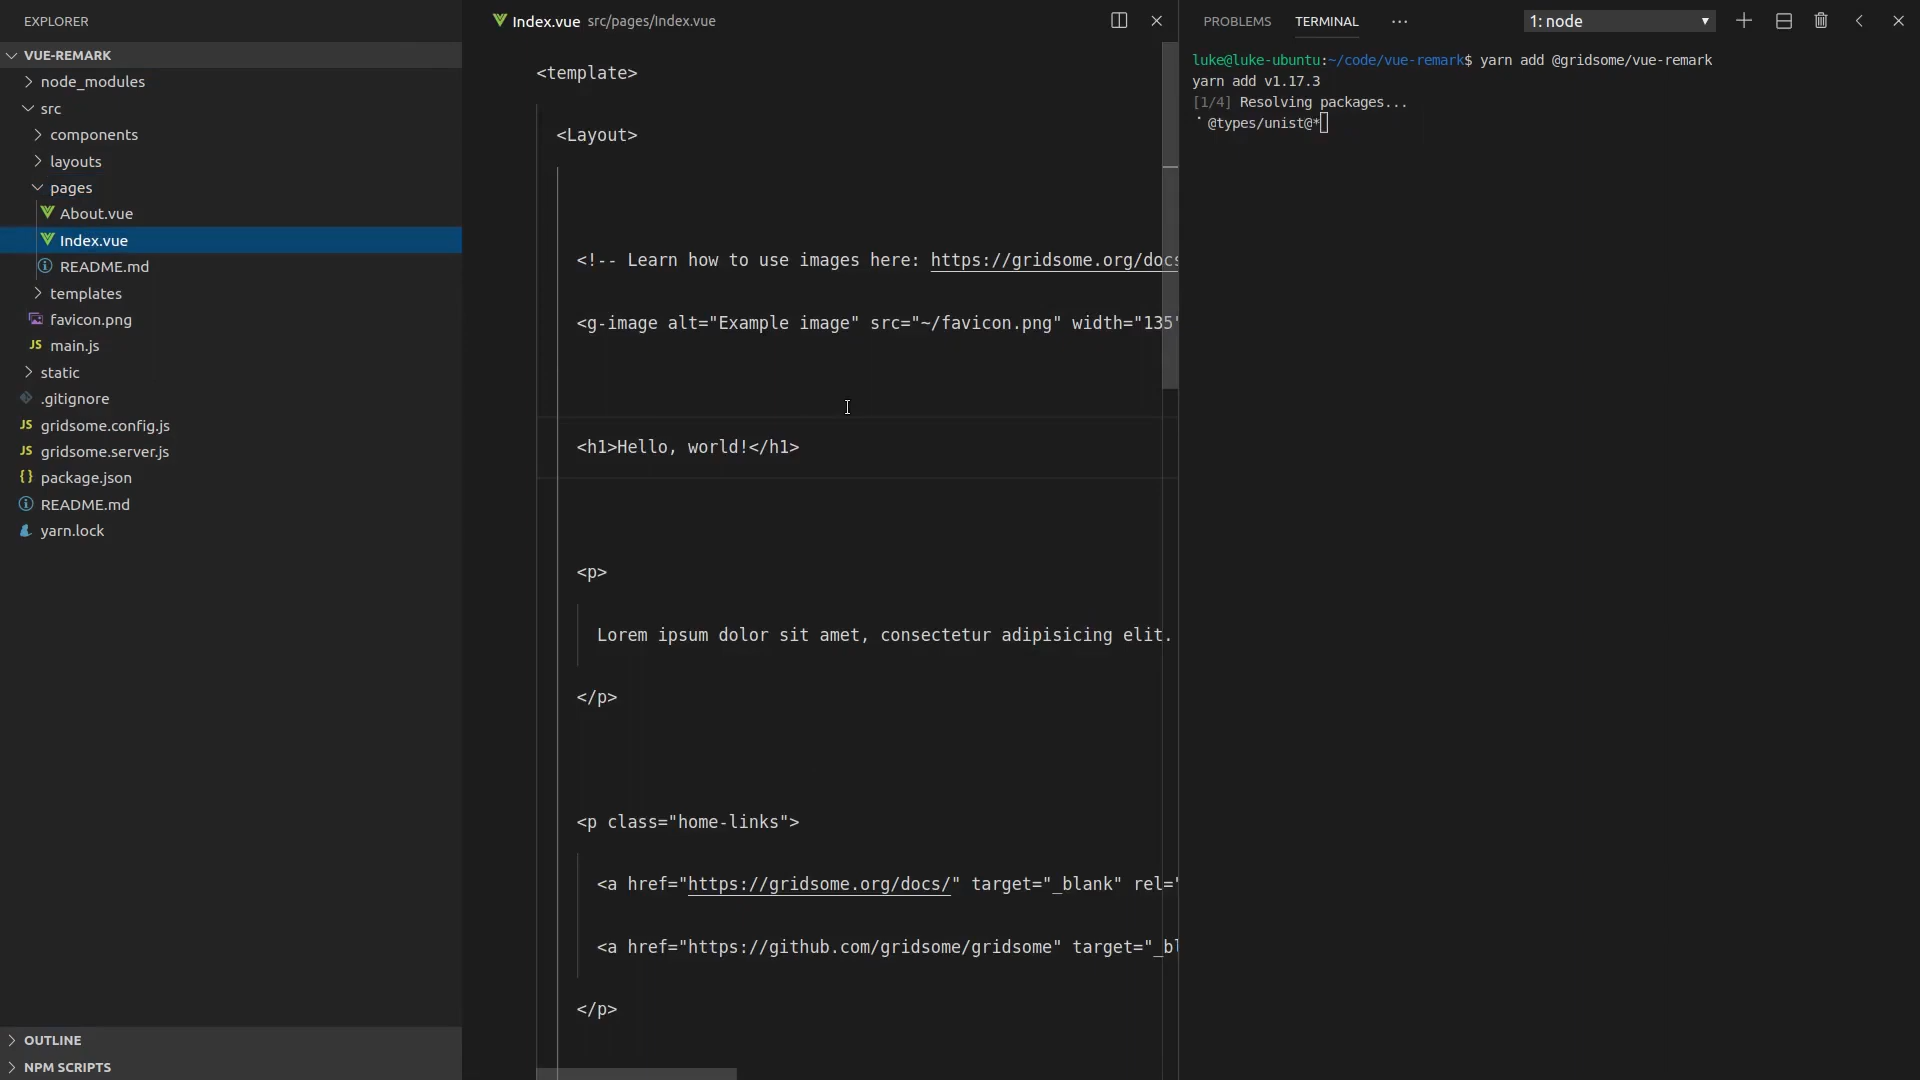 EXPLORER
VUE-REMARK
node_modules
src
components
layouts
pages
About.vue
Index.vue
README.md
templates
favicon.png
JS main.js
static
.gitignore
JS gridsome.config.js
JS gridsome.server.js
{} package.json
README.md
yarn.lock
OUTLINE
NPM SCRIPTS
Index.vue src/pages/Index.vue
<template>
<Layout>
<!-- Learn how to use images here: https://gridsome.org/docs
<g-image alt="Example image" src="~/favicon.png" width="135"
<h1>Hello, world!</h1>
<p>
Lorem ipsum dolor sit amet, consectetur adipisicing elit.
</p>
<p class="home-links">
<a href="https://gridsome.org/docs/" target="_blank" rel="
<a href="https://github.com/gridsome/gridsome" target="_bl
</p>
PROBLEMS TERMINAL ··· 1: node
luke@luke-ubuntu:~/code/vue-remark$ yarn add @gridsome/vue-remark
yarn add v1.17.3
[1/4] Resolving packages...
⠁ @types/unist@*